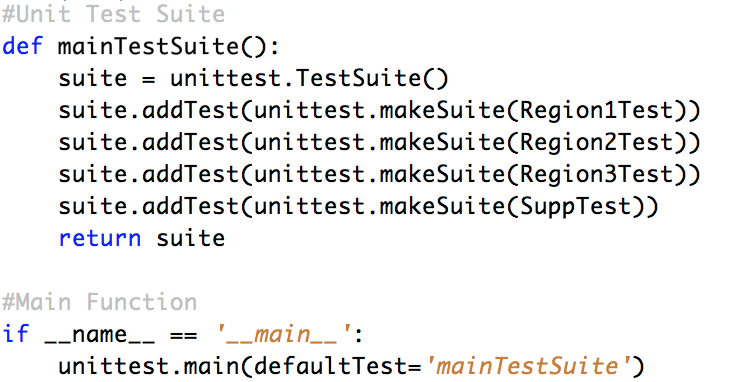 #Unit Test Suite
def mainTestSuite():
    suite = unittest.TestSuite()
    suite.addTest(unittest.makeSuite(Region1Test))
    suite.addTest(unittest.makeSuite(Region2Test))
    suite.addTest(unittest.makeSuite(Region3Test))
    suite.addTest(unittest.makeSuite(SuppTest))
    return suite

#Main Function
if __name__ == '__main__':
    unittest.main(defaultTest='mainTestSuite')